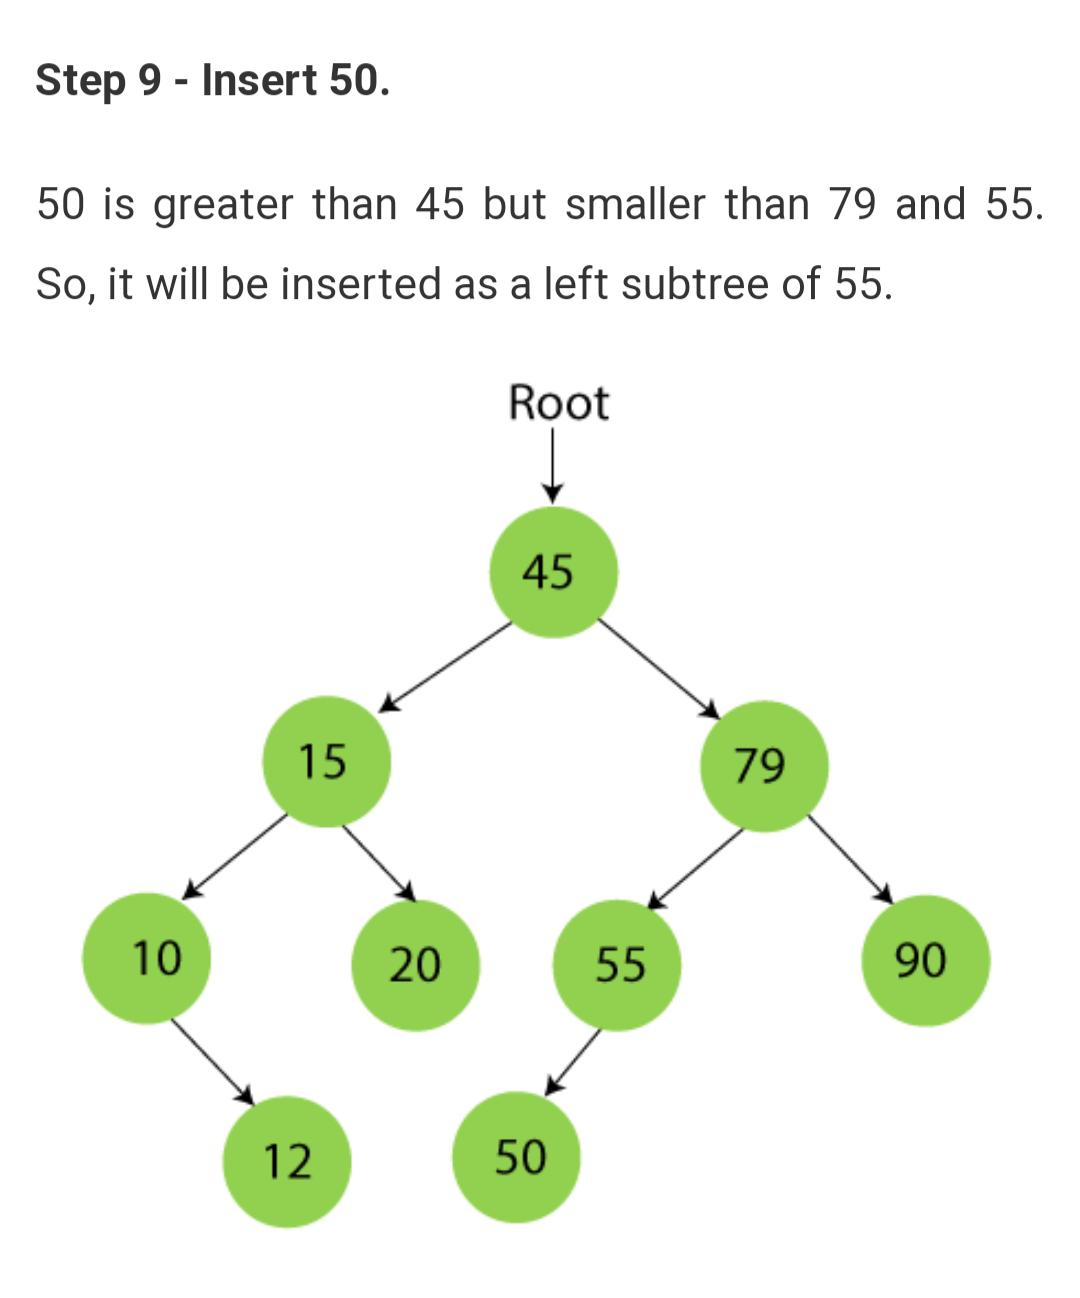 Step 9 - Insert 50.
50 is greater than 45 but smaller than 79 and 55.
So, it will be inserted as a left subtree of 55.
Root
45
15
79
10
20
55
90
12
50